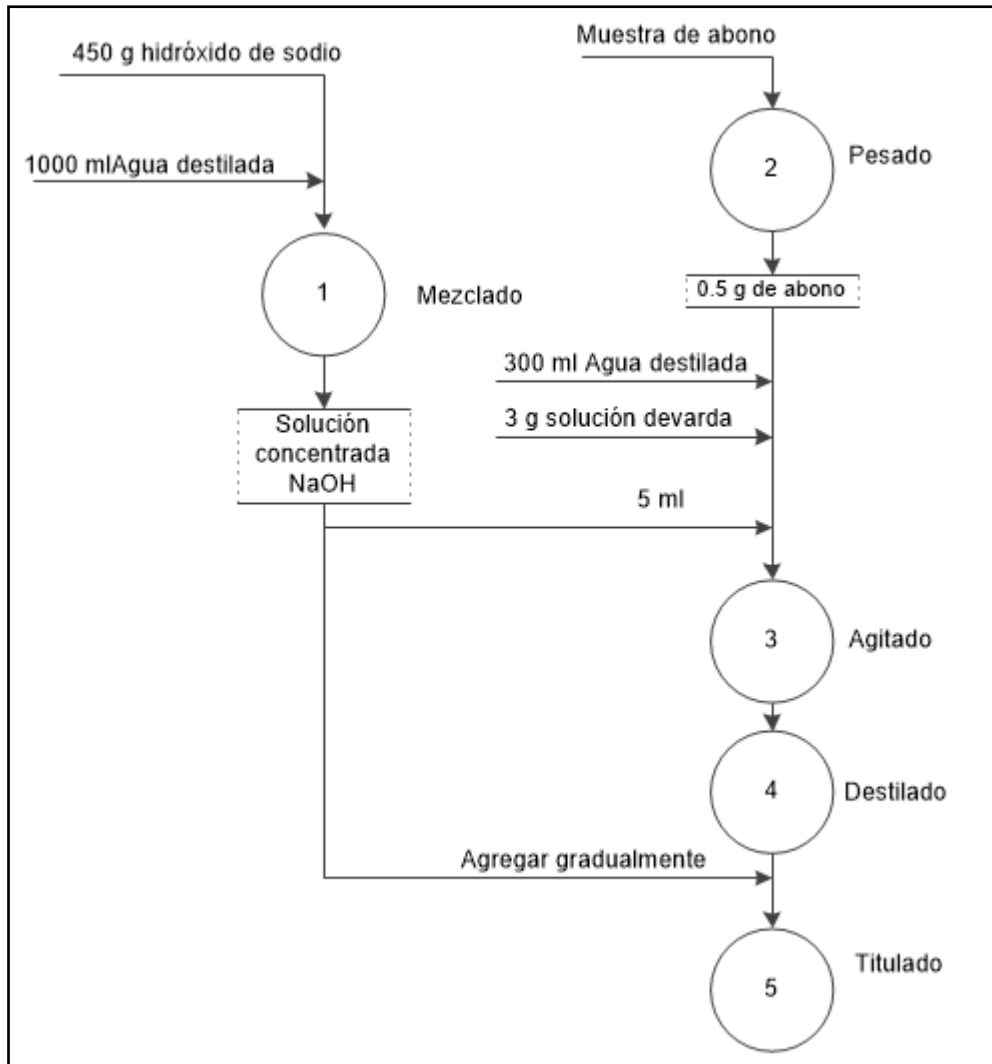 450 g hidróxido de sodio
1000 mlAgua destilada
1
Mezclado
Solución
concentrada
NaOH
Muestra de abono
2
Pesado
0.5 g de abono
300 ml Agua destilada
3 g solución devarda
5 ml
3
Agitado
4
Destilado
Agregar gradualmente
5
Titulado